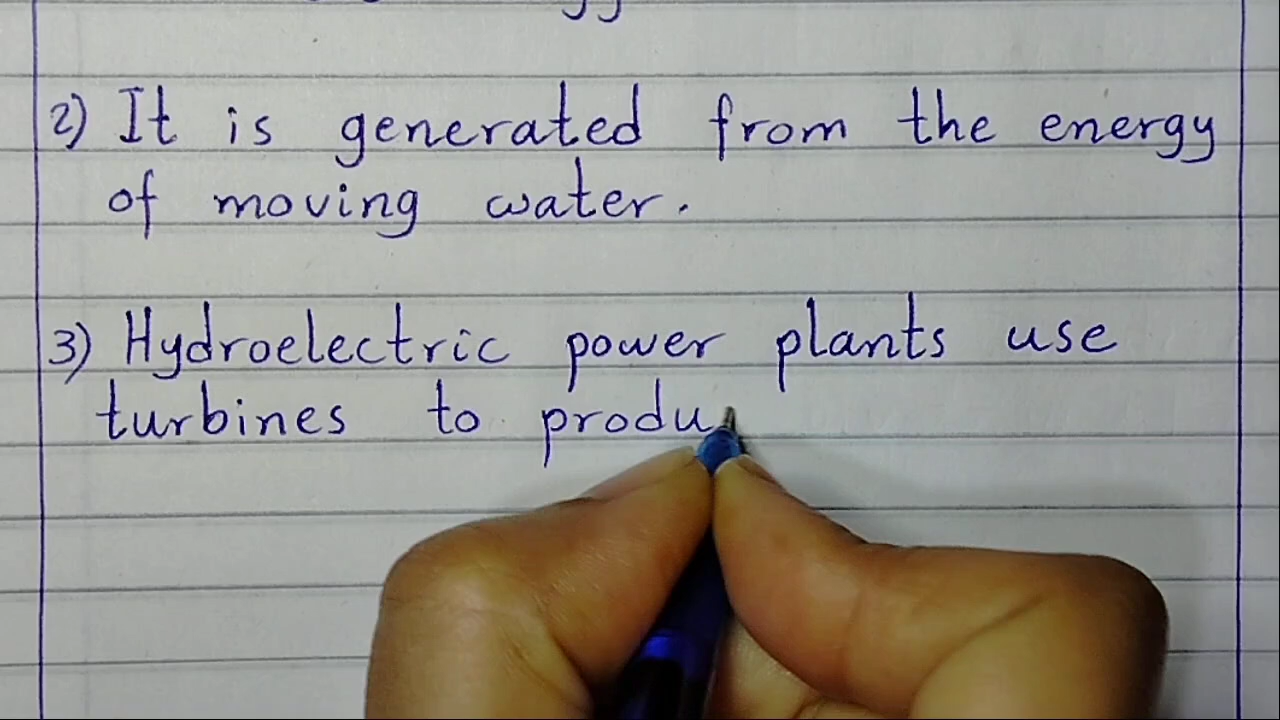 2) It is generated from the energy
of moving water.
3) Hydroelectric power plants use
turbines to produ